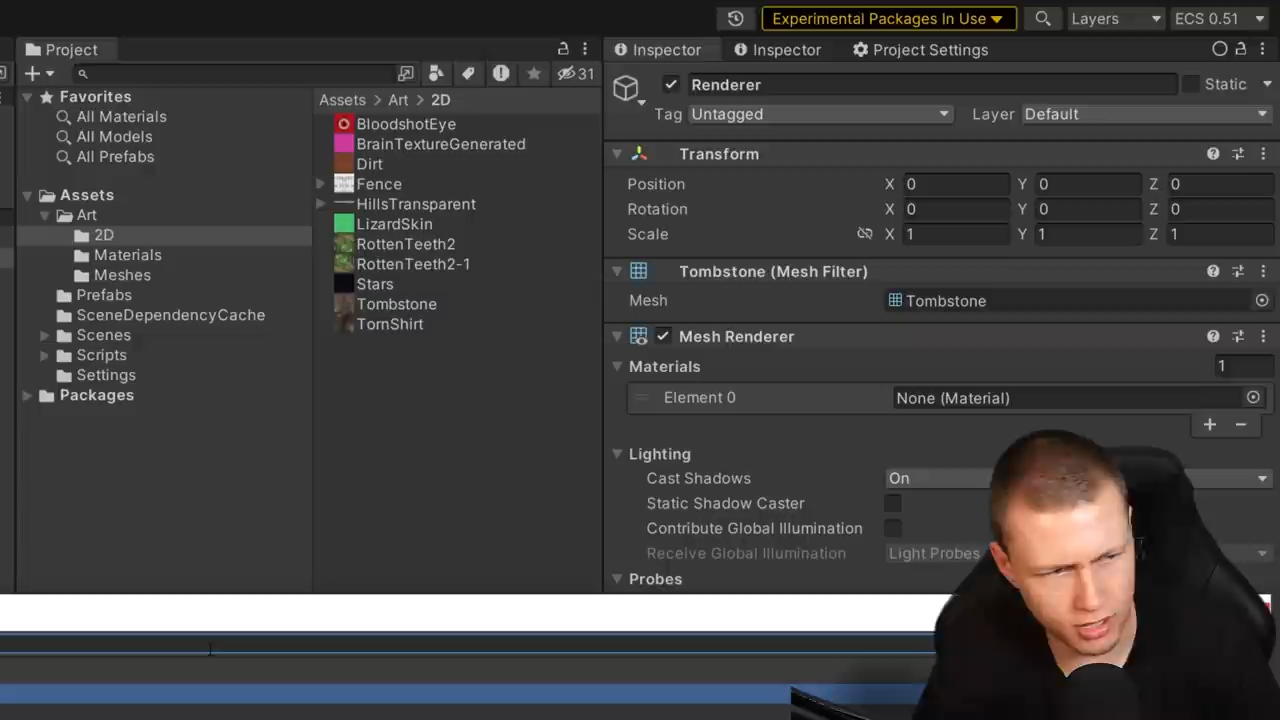 Experimental Packages In Use
Layers
ECS 0.51
Project
31
Favorites
All Materials
All Models
All Prefabs
Assets
Art
2D
Materials
Meshes
Prefabs
SceneDependencyCache
Scenes
Scripts
Settings
Packages
Assets > Art > 2D
BloodshotEye
BrainTextureGenerated
Dirt
Fence
HillsTransparent
LizardSkin
RottenTeeth2
RottenTeeth2-1
Stars
Tombstone
TornShirt
Inspector
Inspector
Project Settings
Renderer
Static
Tag Untagged Layer Default
Transform
Position X 0 Y 0 Z 0
Rotation X 0 Y 0 Z 0
Scale X 1 Y 1 Z 1
Tombstone (Mesh Filter)
Mesh Tombstone
Mesh Renderer
Materials 1
Element 0 None (Material)
Lighting
Cast Shadows On
Static Shadow Caster
Contribute Global Illumination
Receive Global Illumination Light Probes
Probes